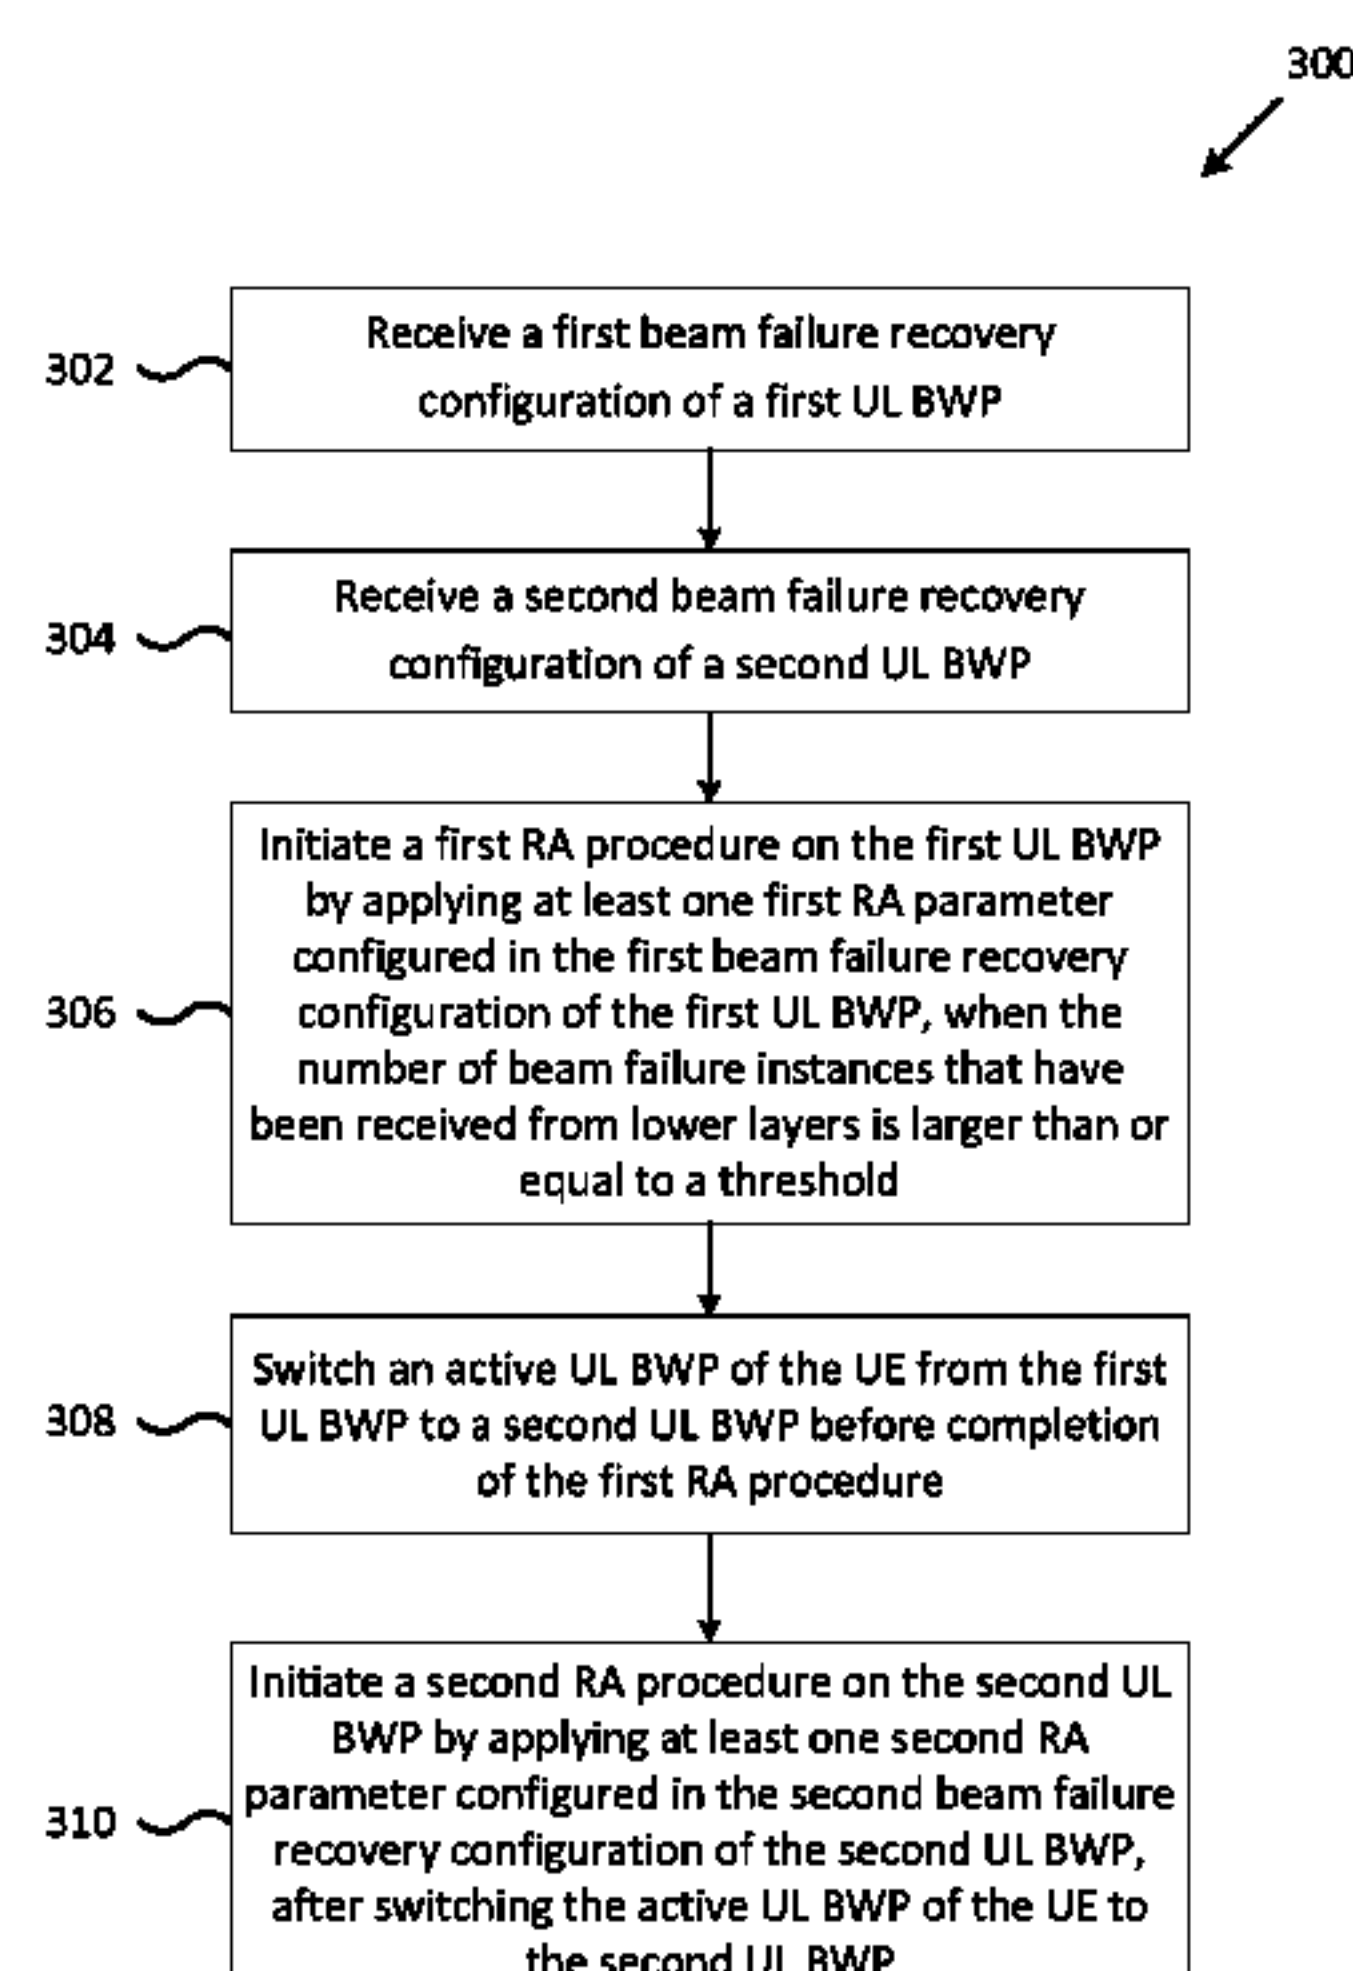 300
302
Receive a first beam failure recovery
configuration of a first UL BWP
304
Receive a second beam failure recovery
configuration of a second UL BWP
306
Initiate a first RA procedure on the first UL BWP
by applying at least one first RA parameter
configured in the first beam failure recovery
configuration of the first UL BWP, when the
number of beam failure instances that have
been received from lower layers is larger than or
equal to a threshold
308
Switch an active UL BWP of the UE from the first
UL BWP to a second UL BWP before completion
of the first RA procedure
310
Initiate a second RA procedure on the second UL
BWP by applying at least one second RA
parameter configured in the second beam failure
recovery configuration of the second UL BWP,
after switching the active UL BWP of the UE to
the second UL BWP